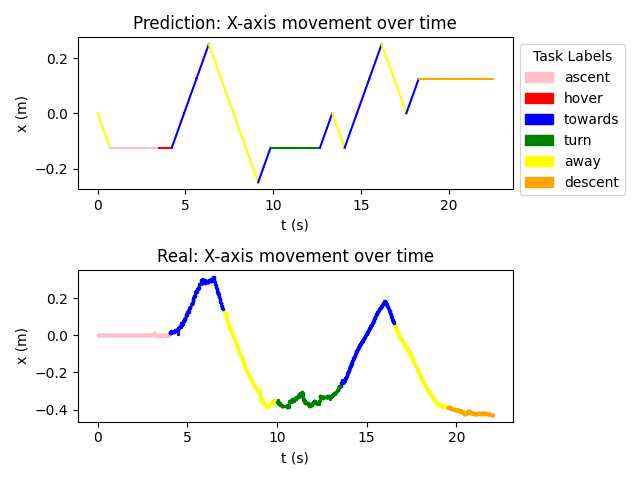 Prediction: X-axis movement over time
0.2
0.0
−0.2
x (m)
0 5 10 15 20
t (s)
Task Labels
ascent
hover
towards
turn
away
descent
Real: X-axis movement over time
0.2
0.0
−0.2
−0.4
x (m)
0 5 10 15 20
t (s)